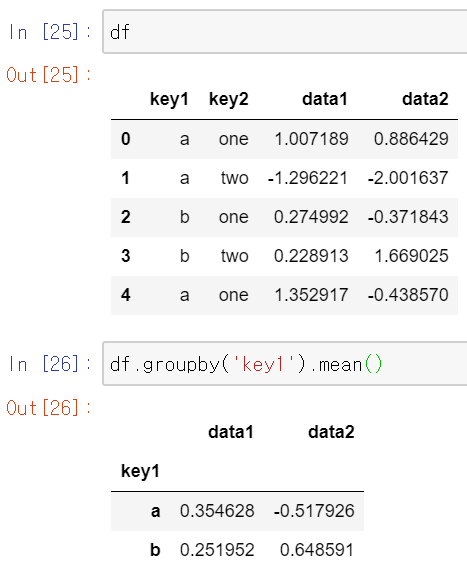 In [25]: df
Out[25]:
key1 key2 data1 data2
0 a one 1.007189 0.886429
1 a two -1.296221 -2.001637
2 b one 0.274992 -0.371843
3 b two 0.228913 1.669025
4 a one 1.352917 -0.438570
In [26]: df.groupby('key1').mean()
Out[26]:
data1 data2
key1
a 0.354628 -0.517926
b 0.251952 0.648591